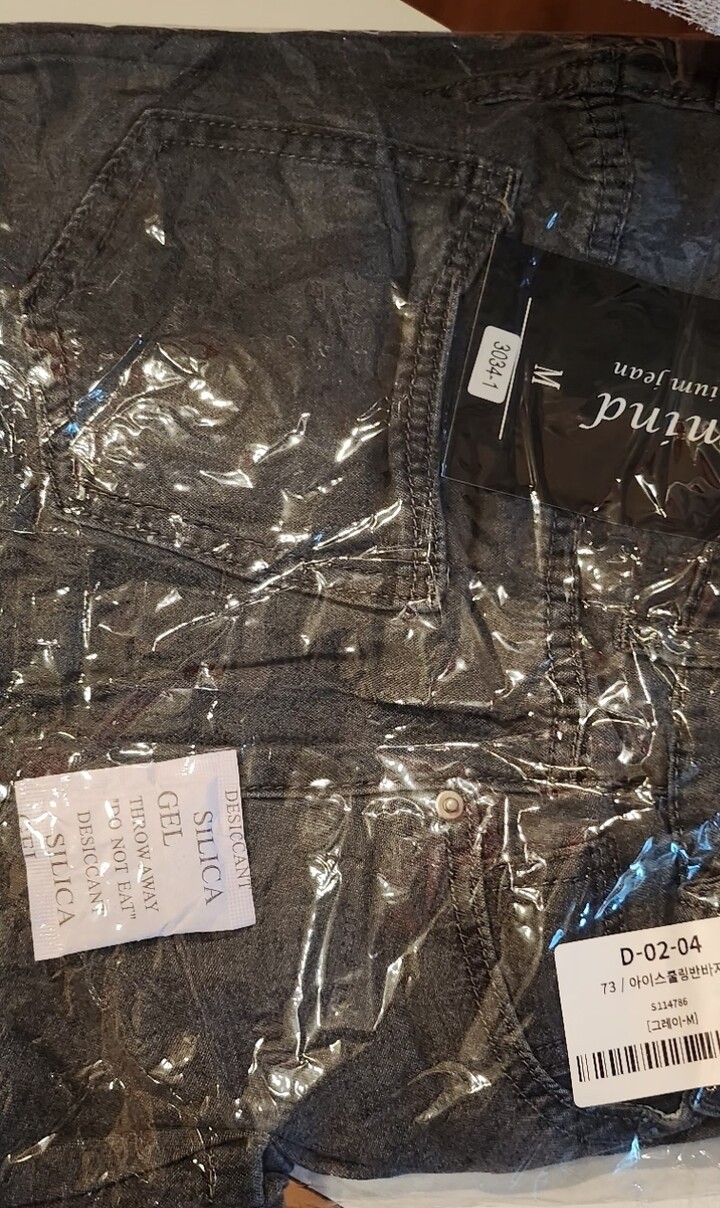 3034-1
M
mind
ium Jean
DESICCANT
SILICA
GEL
THROW AWAY
"DO NOT EAT"
DESICCANT
SILICA
GEL
D-02-04
73 / 아이스쿨링반바지
S114786
[그레이-M]